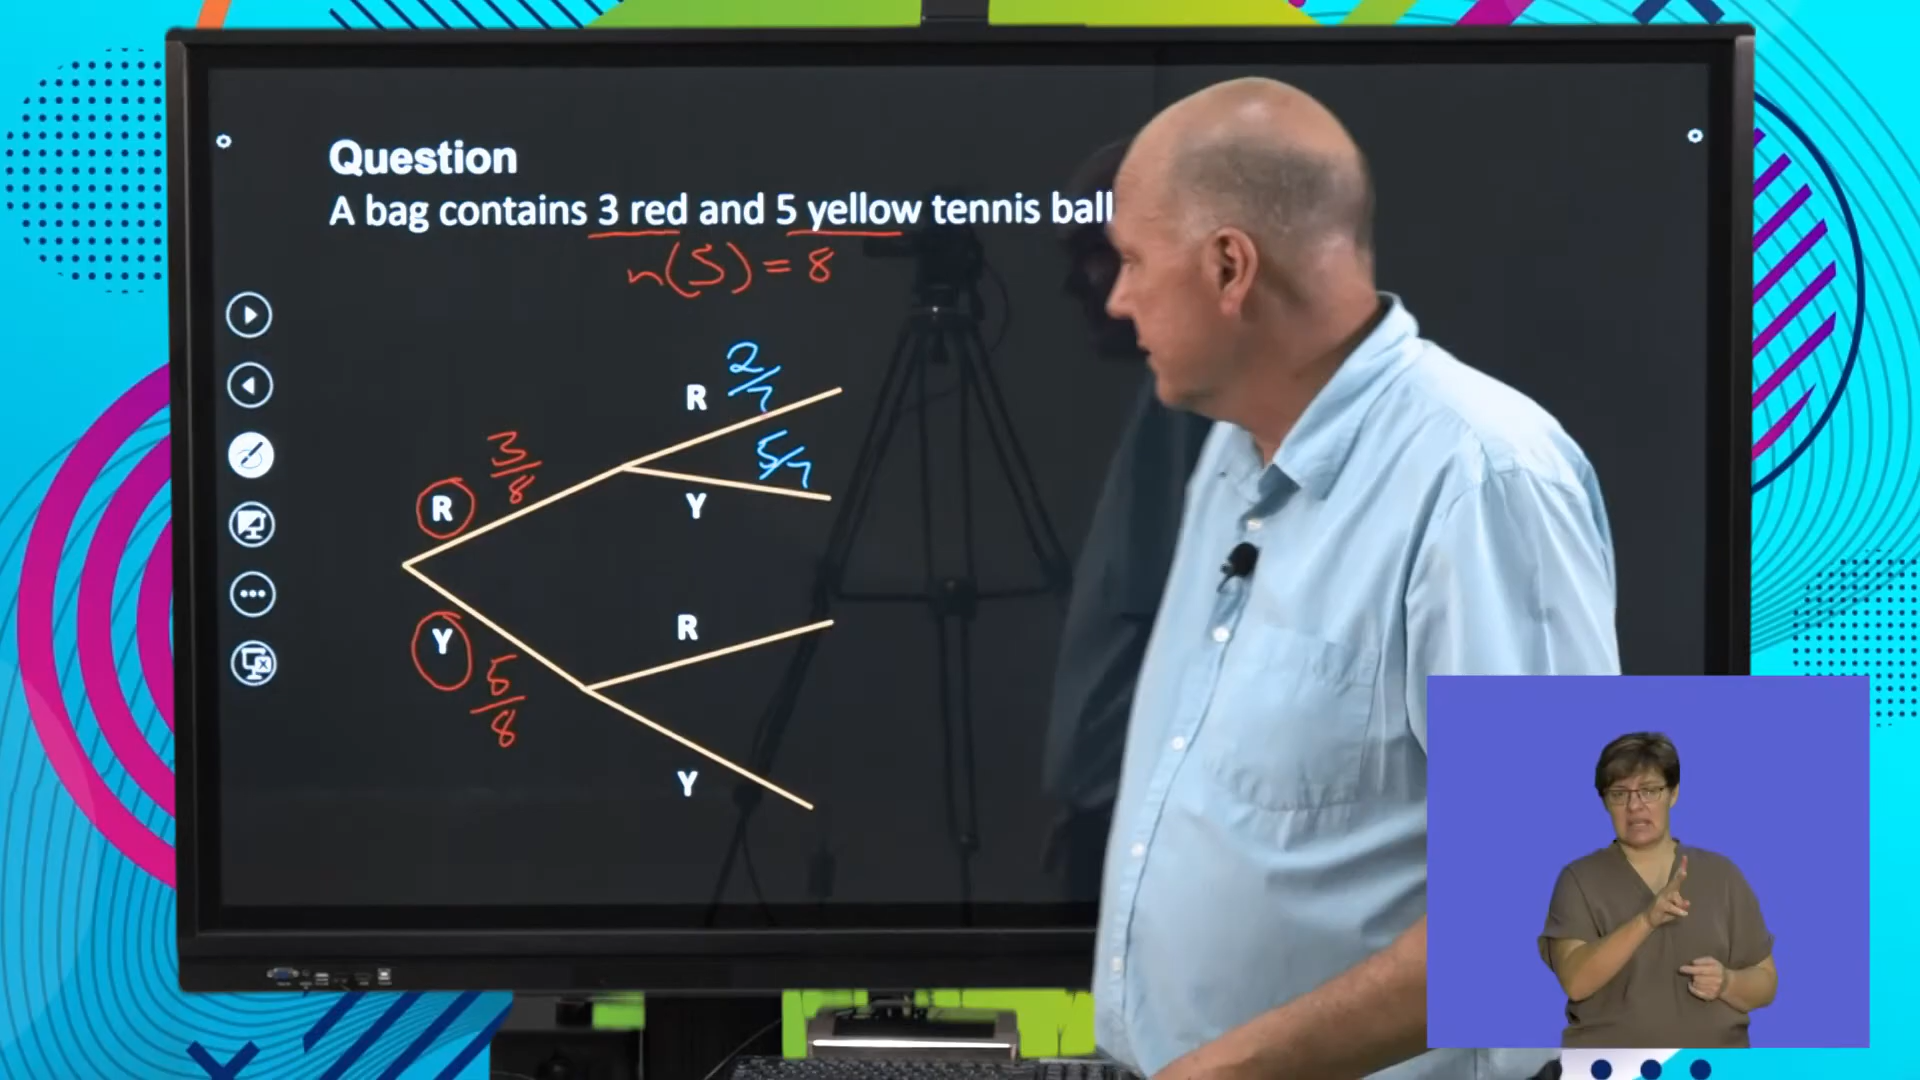 Question
A bag contains 3 red and 5 yellow tennis ball
n(S) = 8
R 2/7
5/7
3/8
R
Y
Y
R
5/8
Y